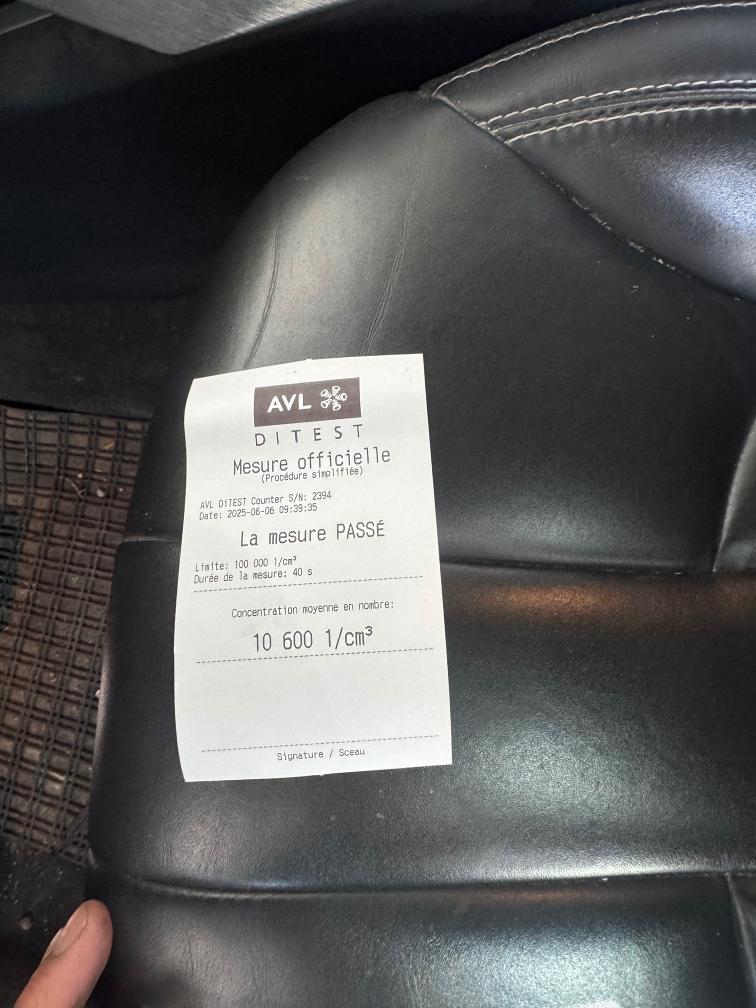 AVL
DITEST
Mesure officielle
(Procédure simplifiée)
AVL DiTEST Counter S/N: 2394
Date: 2025-06-06 09:39:35
La mesure PASSÉ
Limite: 100 000 1/cm³
Durée de la mesure: 40 s
Concentration moyenne en nombre:
10 600 1/cm³
Signature / Sceau